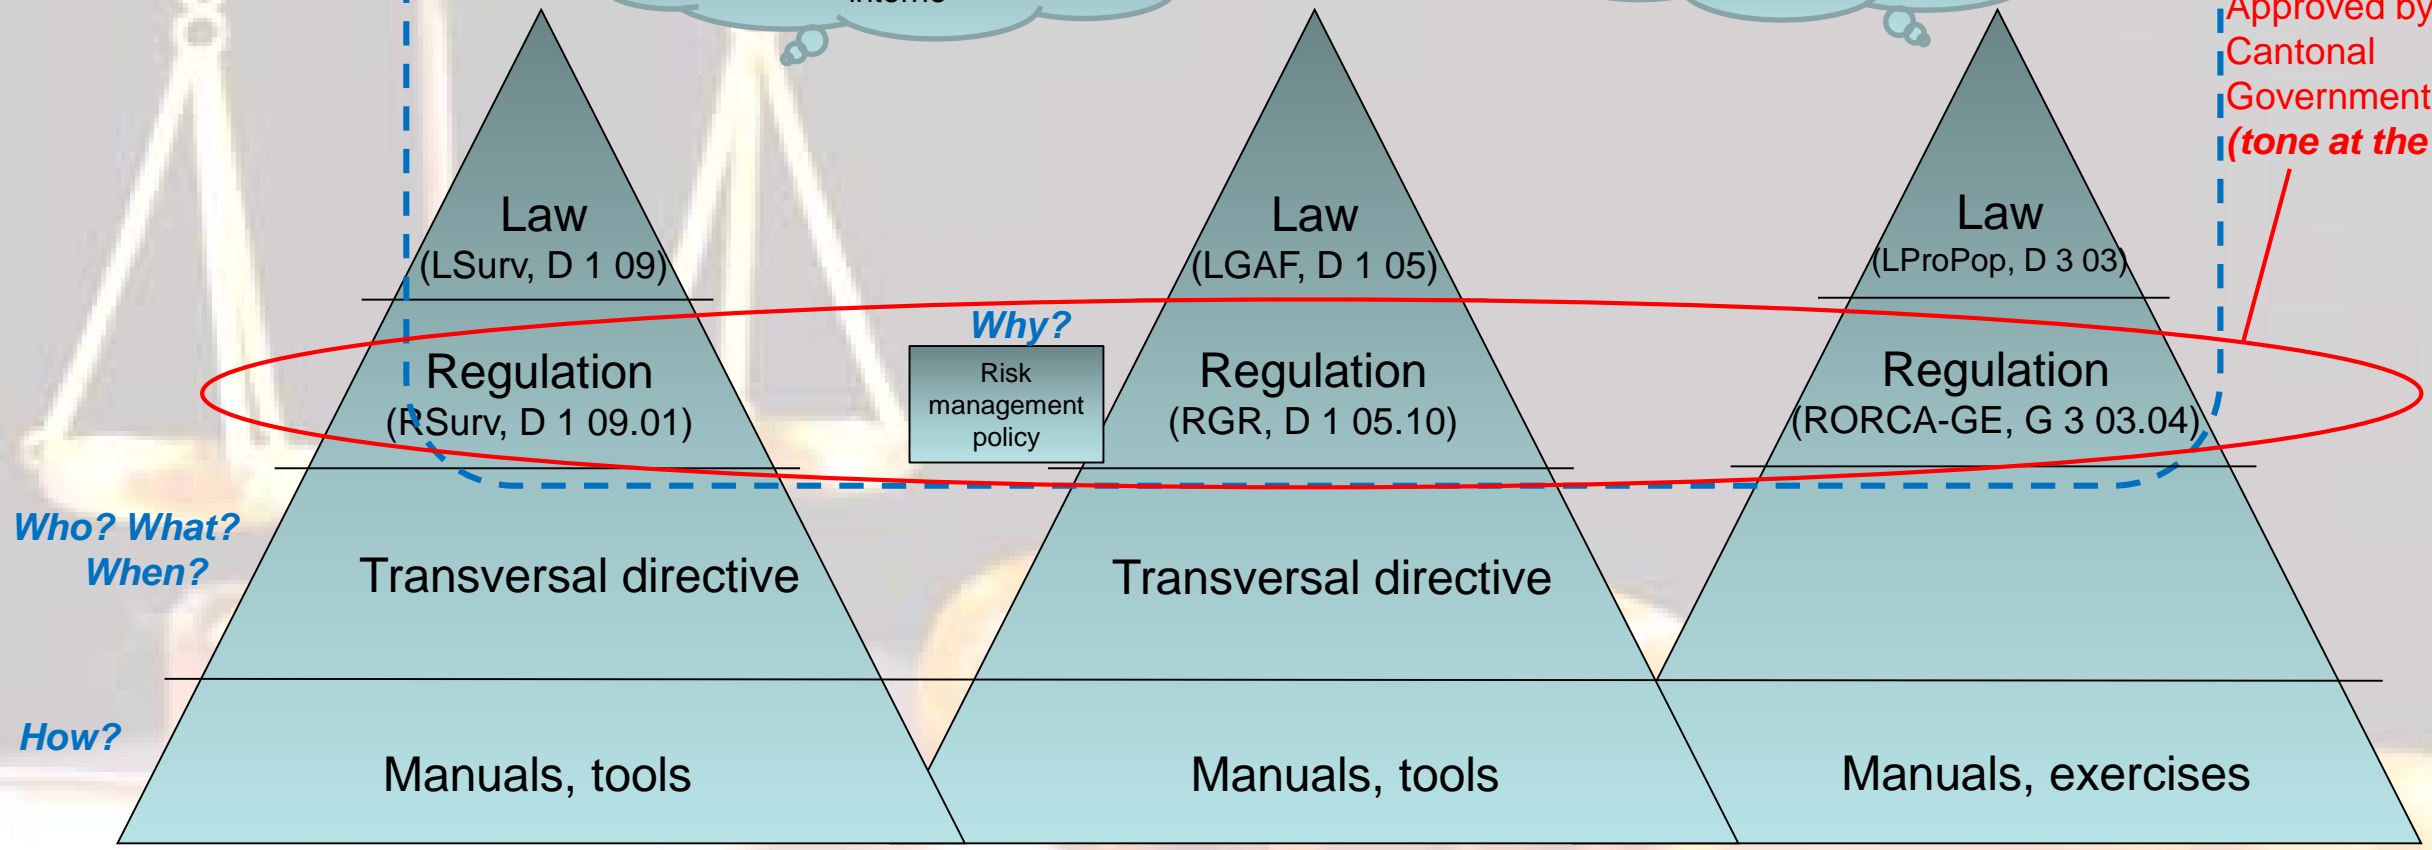 interne
Approved by
Cantonal
Government
(tone at the
Law
(LSurv, D 1 09)
Law
(LGAF, D 1 05)
Law
(LProPop, D 3 03)
Why?
Risk
management
policy
Regulation
(RSurv, D 1 09.01)
Regulation
(RGR, D 1 05.10)
Regulation
(RORCA-GE, G 3 03.04)
Who? What?
When?
Transversal directive
Transversal directive
How?
Manuals, tools
Manuals, tools
Manuals, exercises